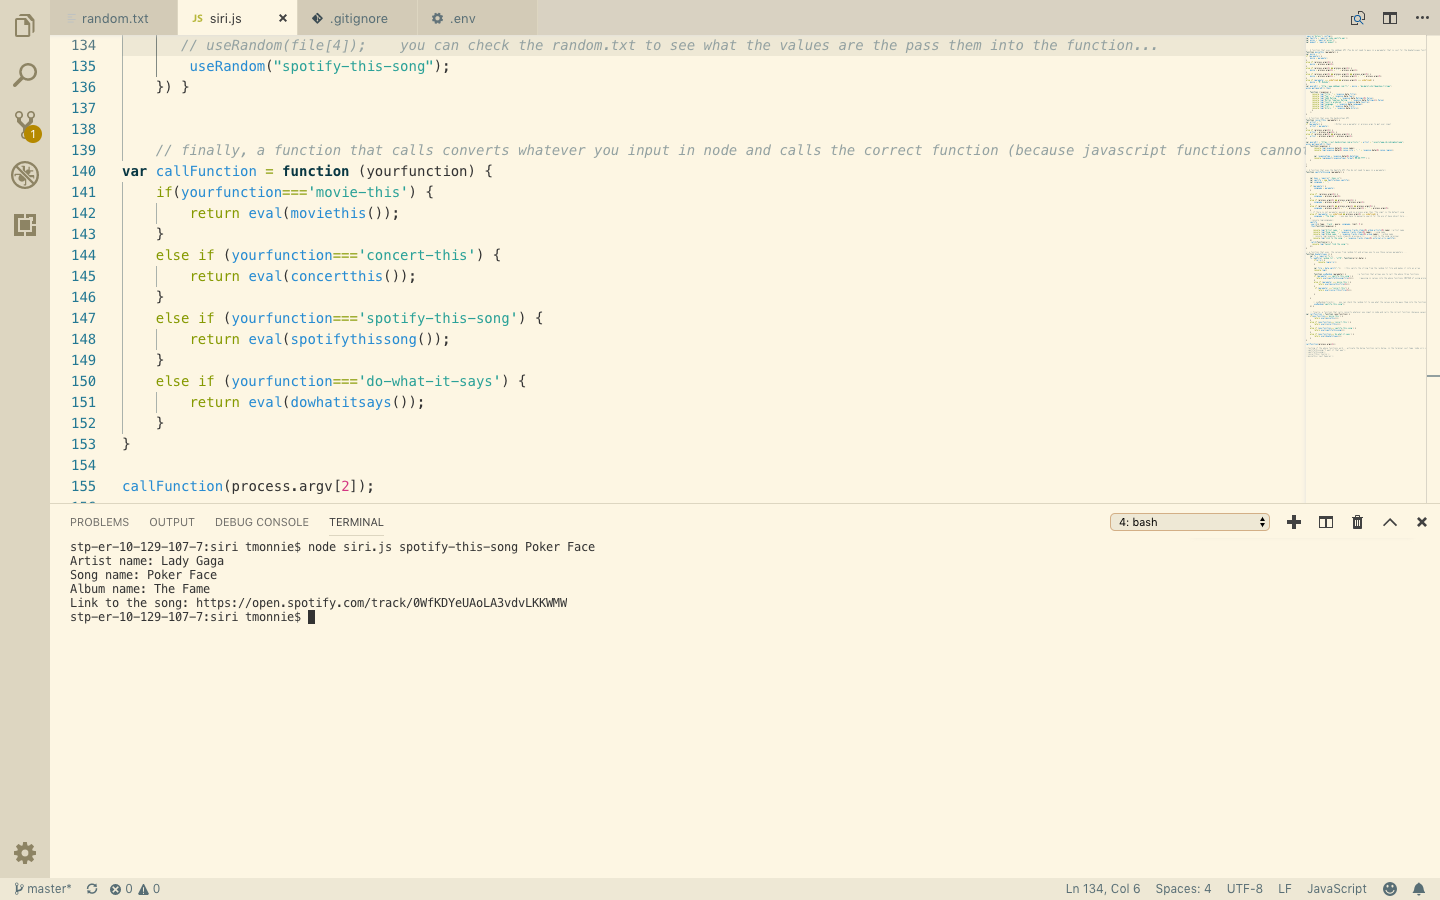 random.txt
JS siri.js
.gitignore
.env
134 // useRandom(file[4]);    you can check the random.txt to see what the values are the pass them into the function...
135 useRandom("spotify-this-song");
136 }) }
137
138
139 // finally, a function that calls converts whatever you input in node and calls the correct function (because javascript functions canno
140 var callFunction = function (yourfunction) {
141 if(yourfunction==='movie-this') {
142 return eval(moviethis());
143 }
144 else if (yourfunction==='concert-this') {
145 return eval(concertthis());
146 }
147 else if (yourfunction==='spotify-this-song') {
148 return eval(spotifythissong());
149 }
150 else if (yourfunction==='do-what-it-says') {
151 return eval(dowhatitsays());
152 }
153 }
154
155 callFunction(process.argv[2]);
1
PROBLEMS OUTPUT DEBUG CONSOLE TERMINAL 4: bash
stp-er-10-129-107-7:siri tmonnie$ node siri.js spotify-this-song Poker Face
Artist name: Lady Gaga
Song name: Poker Face
Album name: The Fame
Link to the song: https://open.spotify.com/track/0WfKDYeUAoLA3vdvLKKWMW
stp-er-10-129-107-7:siri tmonnie$
master* 0 0 Ln 134, Col 6 Spaces: 4 UTF-8 LF JavaScript